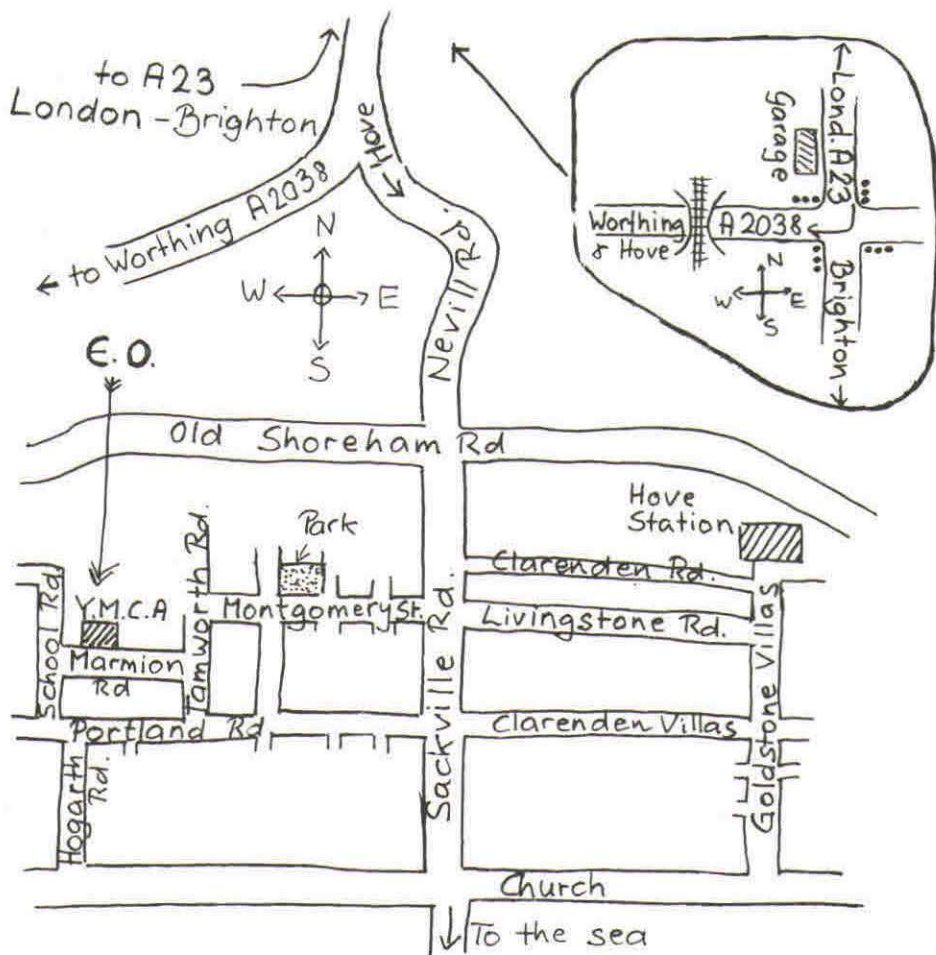 to A23
London - Brighton
Hove
← to Worthing A2038
N
W
E
S
Nevill Rd.
Lond. A23
Garage
Worthing
& Hove
A2038
N
W
E
S
Brighton
E.O.
Old Shoreham Rd
Hove
Station
Park
Clarenden Rd.
Montgomery St.
Livingstone Rd.
School Rd
Y.M.C.A
Tamworth Rd.
Marmion
Rd
Portland Rd
Clarenden Villas
Sackville Rd.
Goldstone Villas
Hogarth
Rd.
Church
To the sea